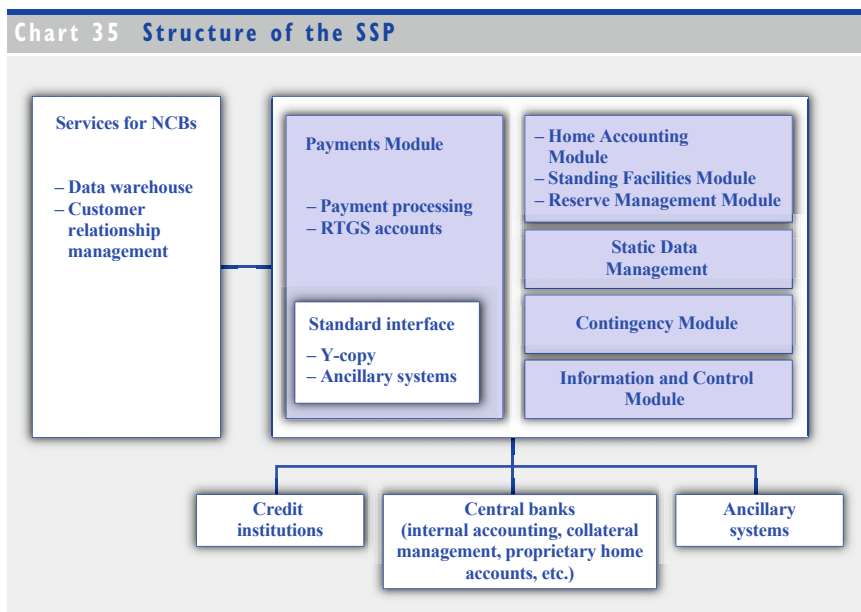 Chart 35 Structure of the SSP
Services for NCBs
– Data warehouse
– Customer
relationship
management
Payments Module
– Payment processing
– RTGS accounts
Standard interface
– Y-copy
– Ancillary systems
– Home Accounting
Module
– Standing Facilities Module
– Reserve Management Module
Static Data
Management
Contingency Module
Information and Control
Module
Credit
institutions
Central banks
(internal accounting, collateral
management, proprietary home
accounts, etc.)
Ancillary
systems